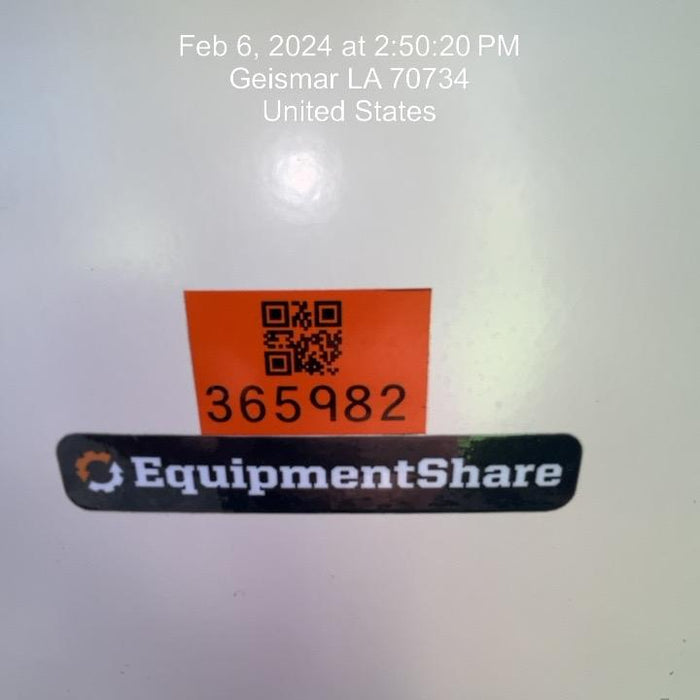 Feb 6, 2024 at 2:50:20 PM
Geismar LA 70734
United States
365982
EquipmentShare